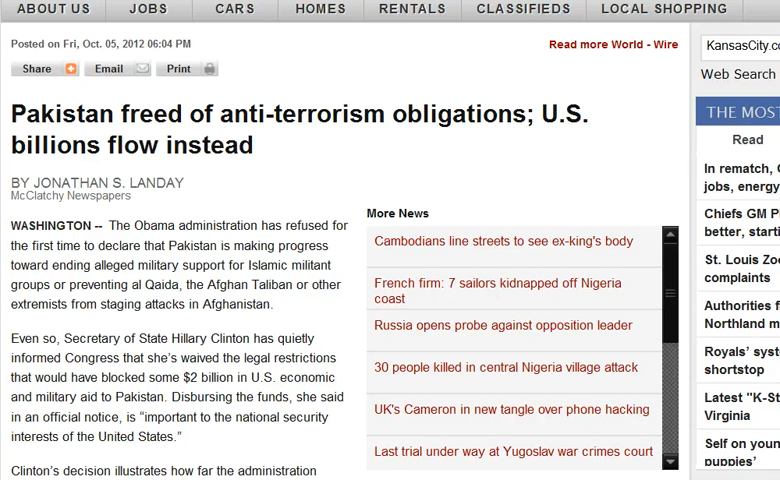 ABOUT US JOBS CARS HOMES RENTALS CLASSIFIEDS LOCAL SHOPPING
Posted on Fri, Oct. 05, 2012 06:04 PM
Read more World - Wire
Share Email Print
Pakistan freed of anti-terrorism obligations; U.S.
billions flow instead
BY JONATHAN S. LANDAY
McClatchy Newspapers
WASHINGTON -- The Obama administration has refused for
the first time to declare that Pakistan is making progress
toward ending alleged military support for Islamic militant
groups or preventing al Qaida, the Afghan Taliban or other
extremists from staging attacks in Afghanistan.
Even so, Secretary of State Hillary Clinton has quietly
informed Congress that she's waived the legal restrictions
that would have blocked some $2 billion in U.S. economic
and military aid to Pakistan. Disbursing the funds, she said
in an official notice, is “important to the national security
interests of the United States.”
Clinton's decision illustrates how far the administration
More News
Cambodians line streets to see ex-king's body
French firm: 7 sailors kidnapped off Nigeria
coast
Russia opens probe against opposition leader
30 people killed in central Nigeria village attack
UK's Cameron in new tangle over phone hacking
Last trial under way at Yugoslav war crimes court
KansasCity.co
Web Search
THE MOST
Read
In rematch,
jobs, energy
Chiefs GM P
better, starti
St. Louis Zoo
complaints
Authorities f
Northland m
Royals’ syst
shortstop
Latest "K-St
Virginia
Self on youn
puppies’